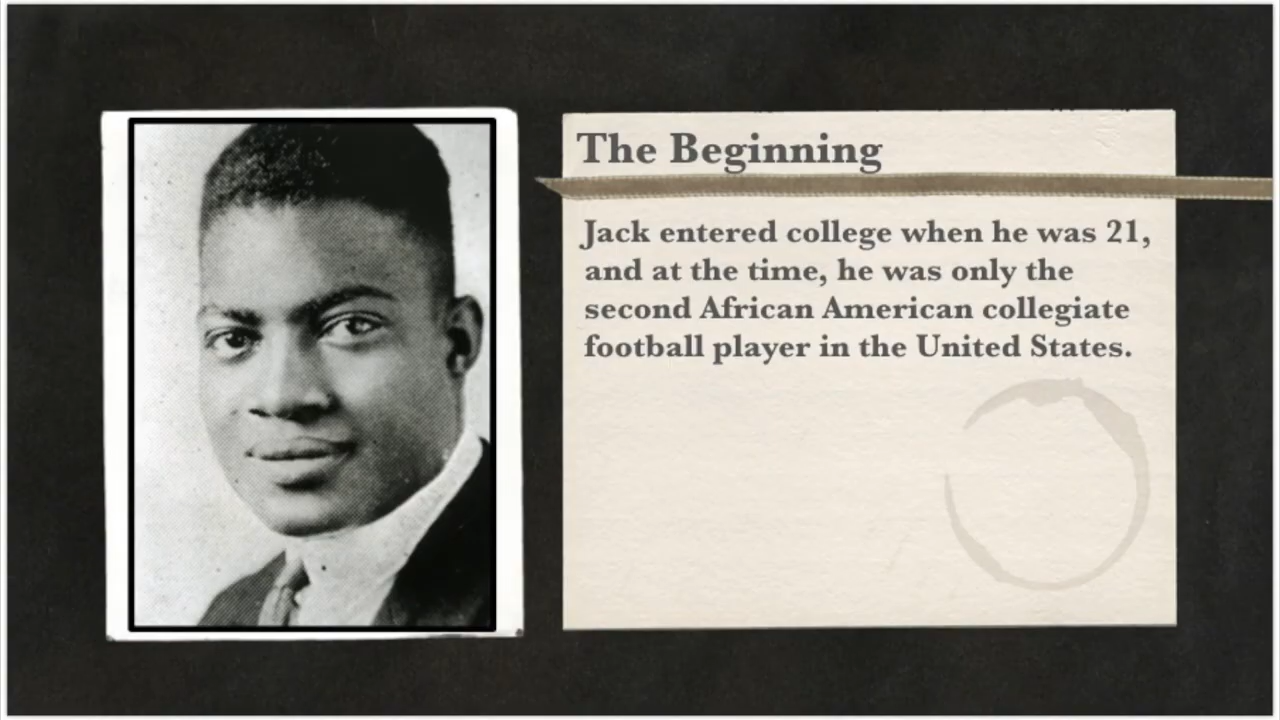 The Beginning
Jack entered college when he was 21,
and at the time, he was only the
second African American collegiate
football player in the United States.